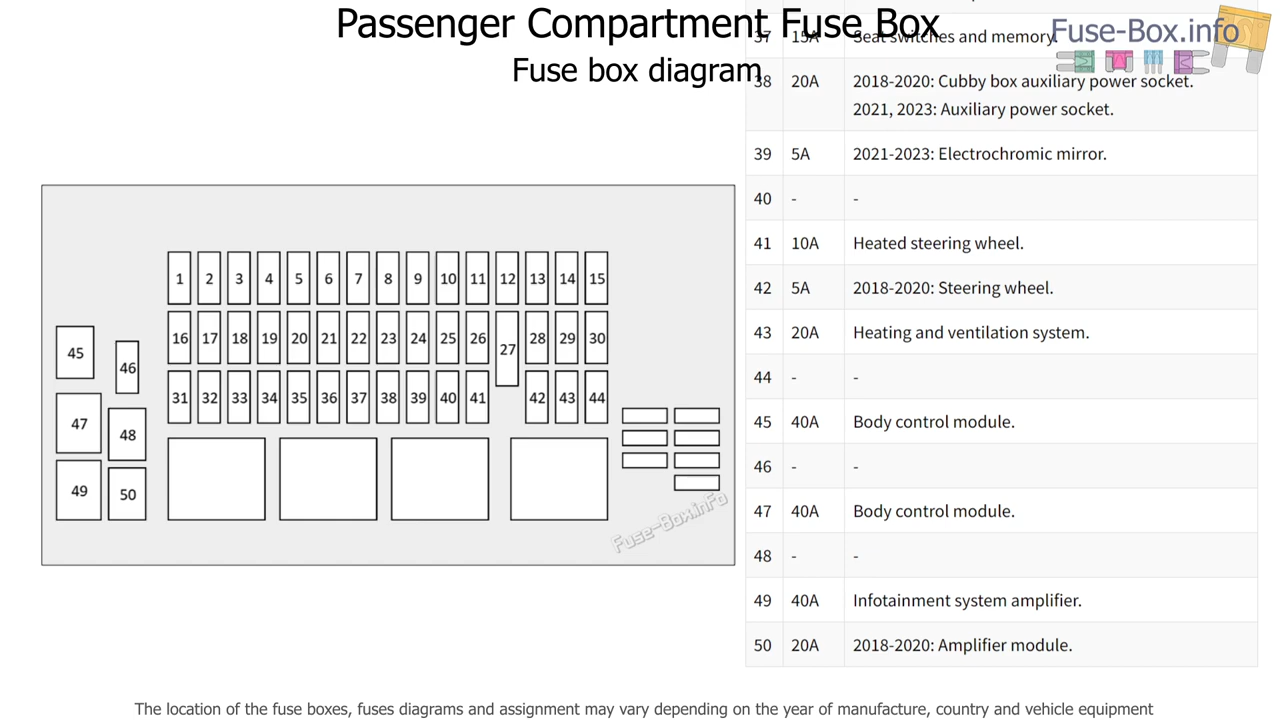 Passenger Compartment Fuse Box
Fuse box diagram
Fuse-Box.info
37 15A Seat switches and memory.
38 20A 2018-2020: Cubby box auxiliary power socket.
2021, 2023: Auxiliary power socket.
39 5A 2021-2023: Electrochromic mirror.
40 - -
41 10A Heated steering wheel.
42 5A 2018-2020: Steering wheel.
43 20A Heating and ventilation system.
44 - -
45 40A Body control module.
46 - -
47 40A Body control module.
48 - -
49 40A Infotainment system amplifier.
50 20A 2018-2020: Amplifier module.
1 2 3 4 5 6 7 8 9 10 11 12 13 14 15
16 17 18 19 20 21 22 23 24 25 26 27 28 29 30
31 32 33 34 35 36 37 38 39 40 41 42 43 44
45 46
47 48
49 50
Fuse-Box.info
The location of the fuse boxes, fuses diagrams and assignment may vary depending on the year of manufacture, country and vehicle equipment